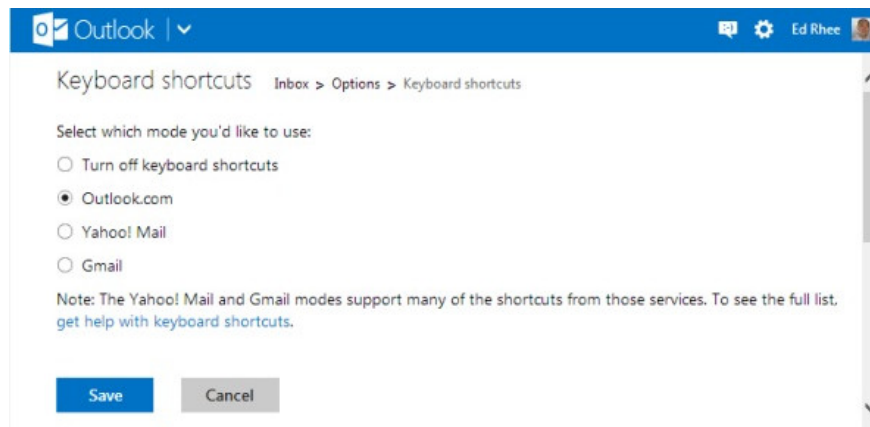 Outlook | Ed Rhee
Keyboard shortcuts Inbox > Options > Keyboard shortcuts
Select which mode you'd like to use:
Turn off keyboard shortcuts
Outlook.com
Yahoo! Mail
Gmail
Note: The Yahoo! Mail and Gmail modes support many of the shortcuts from those services. To see the full list,
get help with keyboard shortcuts.
Save Cancel